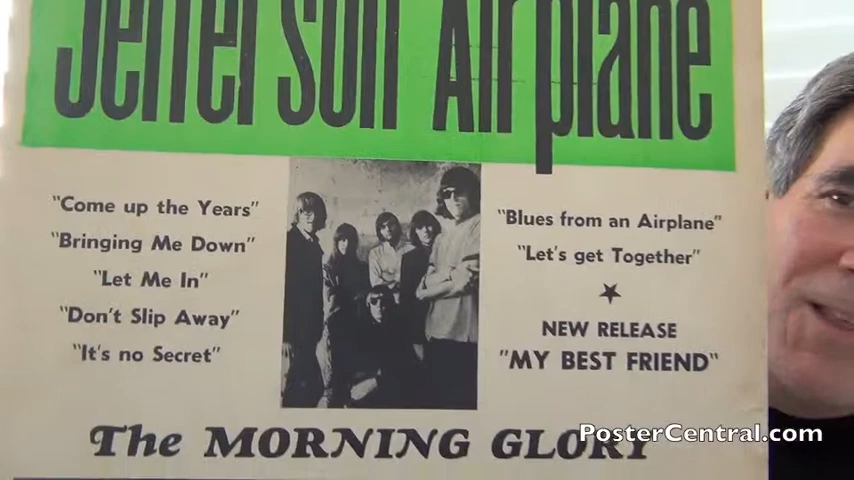 Jefferson Airplane
"Come up the Years"
"Bringing Me Down"
"Let Me In"
"Don't Slip Away"
"It's no Secret"
"Blues from an Airplane"
"Let's get Together"
NEW RELEASE
"MY BEST FRIEND"
The MORNING GLORY
PosterCentral.com